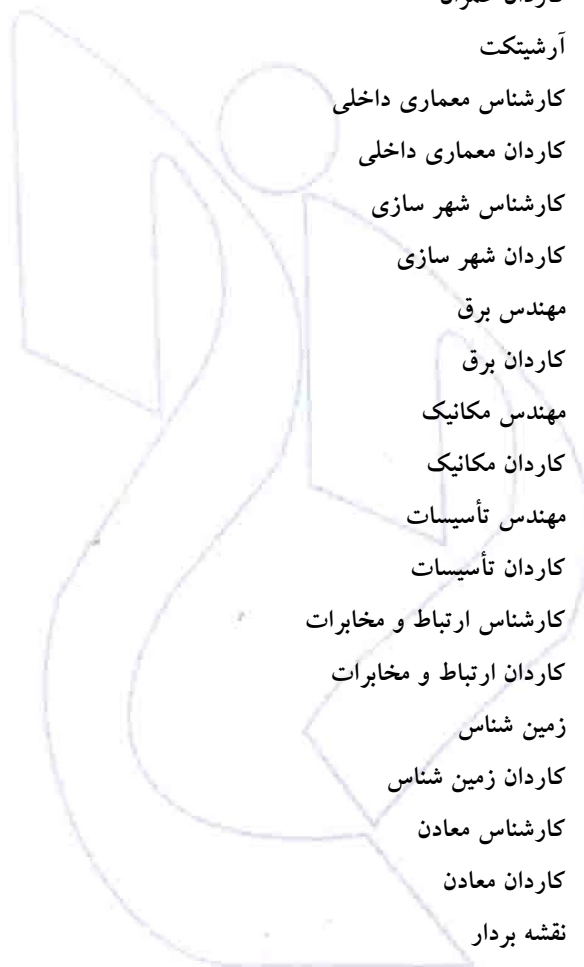 کاردان عمران
آرشیتکت
کارشناس معماری داخلی
کاردان معماری داخلی
کارشناس شهر سازی
کاردان شهر سازی
مهندس برق
کاردان برق
مهندس مکانیک
کاردان مکانیک
مهندس تأسیسات
کاردان تأسیسات
کارشناس ارتباط و مخابرات
کاردان ارتباط و مخابرات
زمین شناس
کاردان زمین شناس
کارشناس معادن
کاردان معادن
نقشه بردار